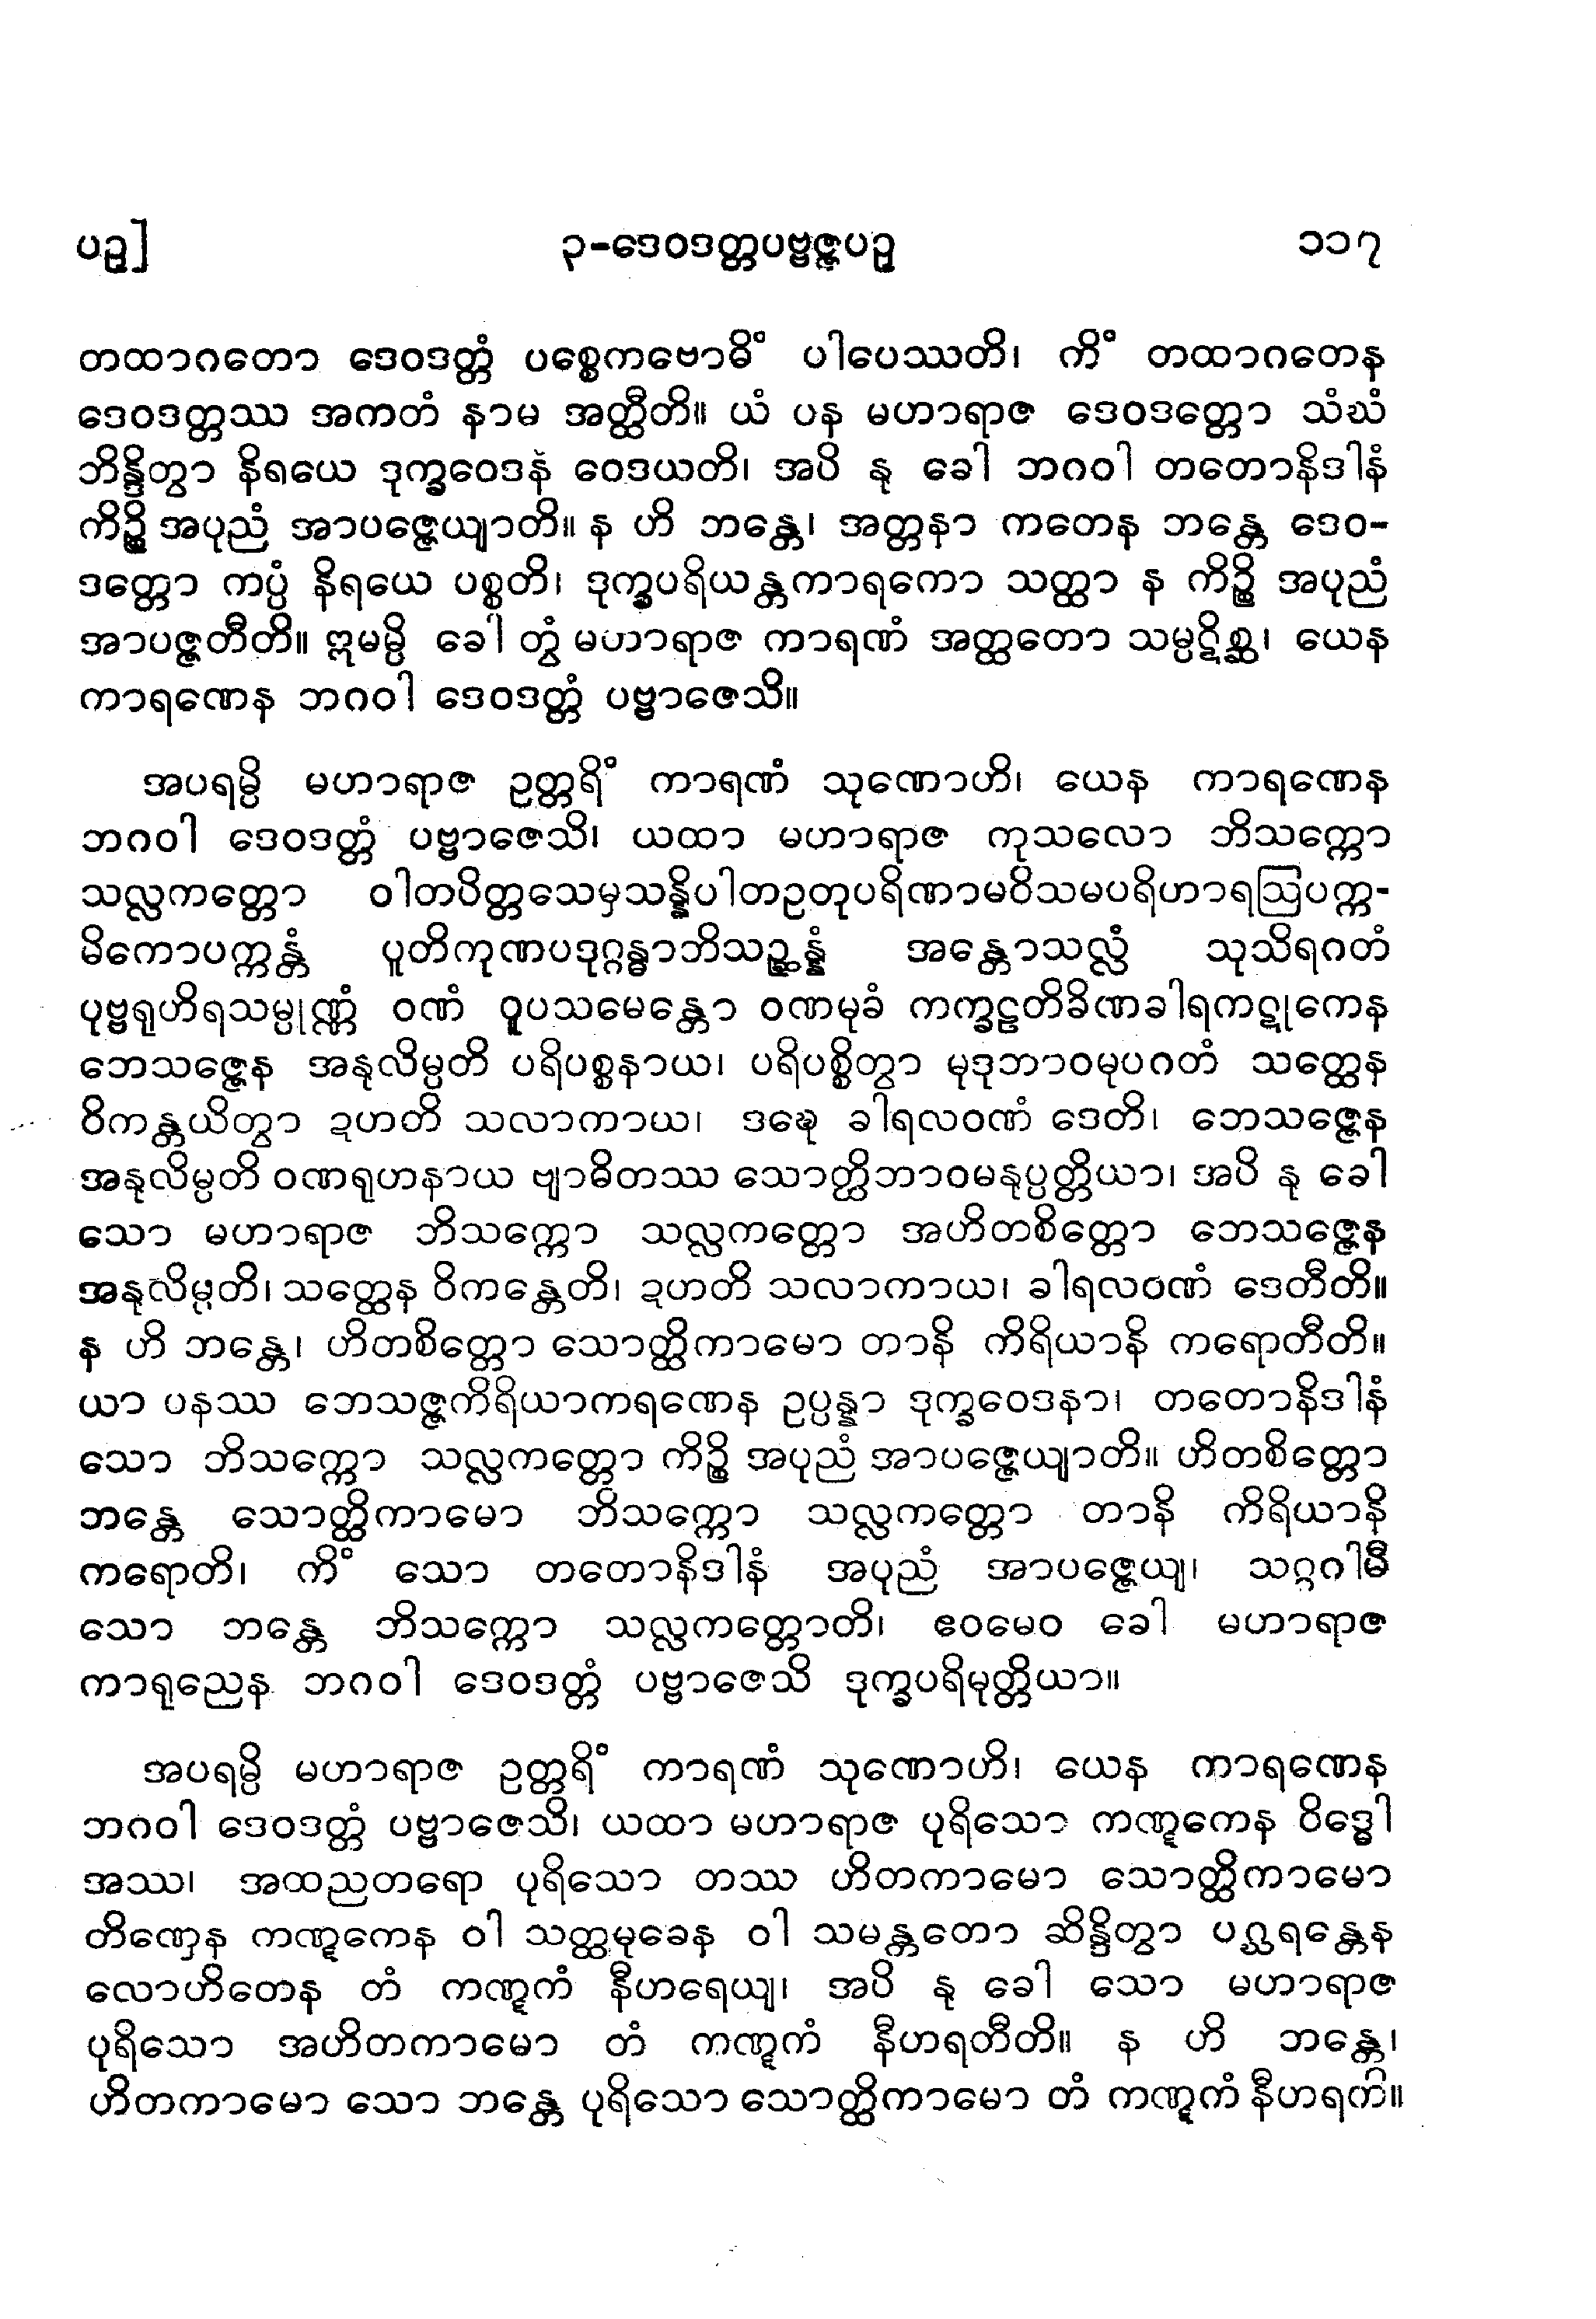 ပဥှ]
၃-ဒေဝဒတ္တပဗ္ဗဇ္ဇပဥှ
၁၁၇
တထာဂတော ဒေဝဒတ္တံ ပစ္စေကဗောဓိံ ပါပေဿတိ၊ ကိံ တထာဂတေန
ဒေဝဒတ္တဿ အကတံ နာမ အတ္ထီတိ။ ယံ ပန မဟာရာဇ ဒေဝဒတ္တော သံဃံ
ဘိန္ဒိတွာ နိရယေ ဒုက္ခဝေဒနံ ဝေဒယတိ၊ အပိ နု ခေါ ဘဂဝါ တတောနိဒါနံ
ကိဉ္စိ အပုညံ အာပဇ္ဇေယျာတိ။ န ဟိ ဘန္တေ၊ အတ္တနာ ကတေန ဘန္တေ ဒေဝ-
ဒတ္တော ကပ္ပံ နိရယေ ပစ္စတိ၊ ဒုက္ခပရိယန္တကာရကော သတ္ထာ န ကိဉ္စိ အပုညံ
အာပဇ္ဇတီတိ။ ဣမမ္ပိ ခေါ တွံ မဟာရာဇ ကာရဏံ အတ္ထတော သမ္ပဋိစ္ဆ၊ ယေန
ကာရဏေန ဘဂဝါ ဒေဝဒတ္တံ ပဗ္ဗာဇေသိ။
အပရမ္ပိ မဟာရာဇ ဥတ္တရိံ ကာရဏံ သုဏောဟိ၊ ယေန ကာရဏေန
ဘဂဝါ ဒေဝဒတ္တံ ပဗ္ဗာဇေသိ၊ ယထာ မဟာရာဇ ကုသလော ဘိသက္ကော
သလ္လကတ္တော ဝါတပိတ္တသေမှသန္နိပါတဥတုပရိဏာမဝိသမပရိဟာရဩပက္က-
မိကောပက္ကန္တံ ပူတိကုဏပဒုဂ္ဂန္ဓာဘိသဉ္ဆန္နံ အန္တောသလ္လံ သုသိရဂတံ
ပုဗ္ဗရုဟိရသမ္ပုဏ္ဏံ ဝဏံ ဝူပသမေန္တော ဝဏမုခံ ကက္ခဠတိခိဏခါရကဋုကေန
ဘေသဇ္ဇေန အနုလိမ္ပတိ ပရိပစ္စနာယ၊ ပရိပစ္စိတွာ မုဒုဘာဝမုပဂတံ သတ္ထေန
ဝိကန္တယိတွာ ဍဟတိ သလာကာယ၊ ဒဍ္ဎေ ခါရလဝဏံ ဒေတိ၊ ဘေသဇ္ဇေန
အနုလိမ္ပတိ ဝဏရုဟနာယ ဗျာဓိတဿ သောတ္ထိဘာဝမနုပ္ပတ္တိယာ၊ အပိ နု ခေါ
သော မဟာရာဇ ဘိသက္ကော သလ္လကတ္တော အဟိတစိတ္တော ဘေသဇ္ဇေန
အနုလိမ္ပတိ၊ သတ္ထေန ဝိကန္တေတိ၊ ဍဟတိ သလာကာယ၊ ခါရလဝဏံ ဒေတီတိ။
န ဟိ ဘန္တေ၊ ဟိတစိတ္တော သောတ္ထိကာမော တာနိ ကိရိယာနိ ကရောတီတိ။
ယာ ပနဿ ဘေသဇ္ဇကိရိယာကရဏေန ဥပ္ပန္နာ ဒုက္ခဝေဒနာ၊ တတောနိဒါနံ
သော ဘိသက္ကော သလ္လကတ္တော ကိဉ္စိ အပုညံ အာပဇ္ဇေယျာတိ။ ဟိတစိတ္တော
ဘန္တေ သောတ္ထိကာမော ဘိသက္ကော သလ္လကတ္တော တာနိ ကိရိယာနိ
ကရောတိ၊ ကိံ သော တတောနိဒါနံ အပုညံ အာပဇ္ဇေယျ၊ သဂ္ဂဂါမီ
သော ဘန္တေ ဘိသက္ကော သလ္လကတ္တောတိ၊ ဧဝမေဝ ခေါ မဟာရာဇ
ကာရုညေန ဘဂဝါ ဒေဝဒတ္တံ ပဗ္ဗာဇေသိ ဒုက္ခပရိမုတ္တိယာ။
အပရမ္ပိ မဟာရာဇ ဥတ္တရိံ ကာရဏံ သုဏောဟိ၊ ယေန ကာရဏေန
ဘဂဝါ ဒေဝဒတ္တံ ပဗ္ဗာဇေသိ၊ ယထာ မဟာရာဇ ပုရိသော ကဏ္ဋကေန ဝိဒ္ဓေါ
အဿ၊ အထညတရော ပုရိသော တဿ ဟိတကာမော သောတ္ထိကာမော
တိဏှေန ကဏ္ဋကေန ဝါ သတ္ထမုခေန ဝါ သမန္တတော ဆိန္ဒိတွာ ပဂ္ဃရန္တေန
လောဟိတေန တံ ကဏ္ဋကံ နီဟရေယျ၊ အပိ နု ခေါ သော မဟာရာဇ
ပုရိသော အဟိတကာမော တံ ကဏ္ဋကံ နီဟရတီတိ။ န ဟိ ဘန္တေ၊
ဟိတကာမော သော ဘန္တေ ပုရိသော သောတ္ထိကာမော တံ ကဏ္ဋကံ နီဟရတိ။